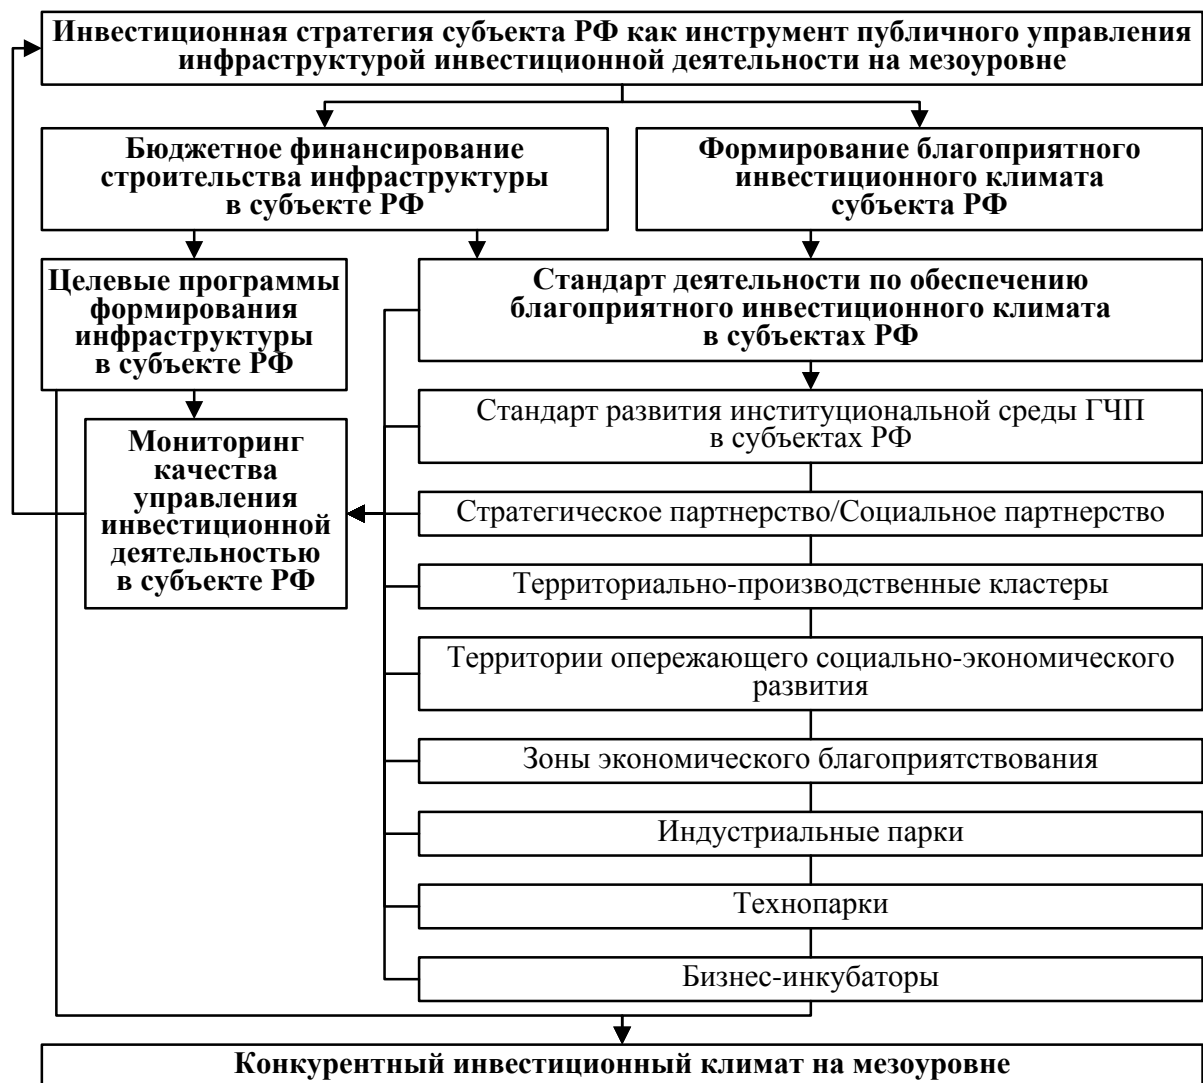 Инвестиционная стратегия субъекта РФ как инструмент публичного управления
инфраструктурой инвестиционной деятельности на мезоуровне
Бюджетное финансирование
строительства инфраструктуры
в субъекте РФ
Формирование благоприятного
инвестиционного климата
субъекта РФ
Целевые программы
формирования
инфраструктуры
в субъекте РФ
Стандарт деятельности по обеспечению
благоприятного инвестиционного климата
в субъектах РФ
Стандарт развития институциональной среды ГЧП
в субъектах РФ
Мониторинг
качества
управления
инвестиционной
деятельностью
в субъекте РФ
Стратегическое партнерство/Социальное партнерство
Территориально-производственные кластеры
Территории опережающего социально-экономического
развития
Зоны экономического благоприятствования
Индустриальные парки
Технопарки
Бизнес-инкубаторы
Конкурентный инвестиционный климат на мезоуровне